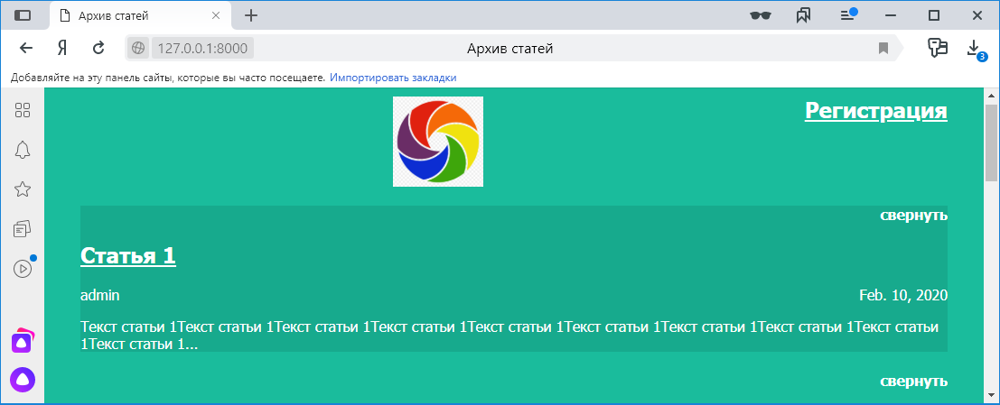 Архив статей
Я
127.0.0.1:8000
Архив статей
3
Добавляйте на эту панель сайты, которые вы часто посещаете. Импортировать закладки
Регистрация
свернуть
Статья 1
admin Feb. 10, 2020
Текст статьи 1Текст статьи 1Текст статьи 1Текст статьи 1Текст статьи 1Текст статьи 1Текст статьи 1Текст статьи 1Текст статьи
1Текст статьи 1...
свернуть